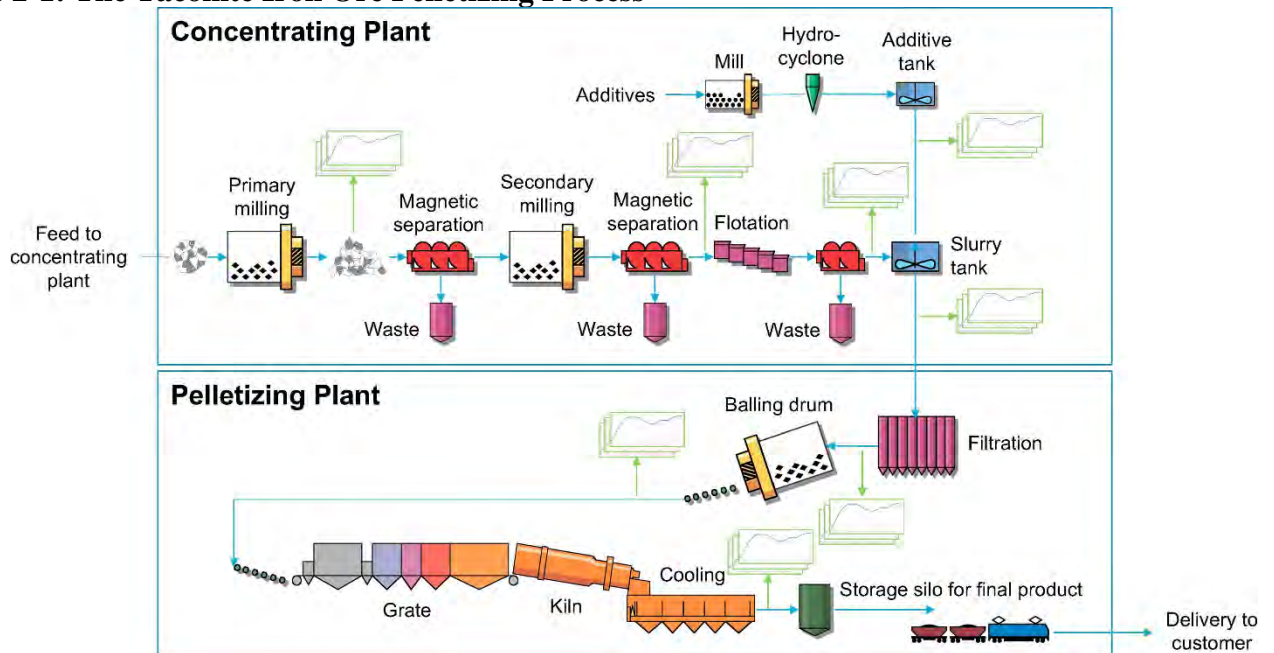 Concentrating Plant
Hydro-
cyclone
Additive
tank
Mill
Additives
Primary
milling
Secondary
milling
Magnetic
separation
Magnetic
separation
Flotation
Feed to
concentrating
plant
Slurry
tank
Waste
Waste
Waste
Pelletizing Plant
Balling drum
Filtration
Cooling
Storage silo for final product
Grate
Kiln
Delivery to
customer